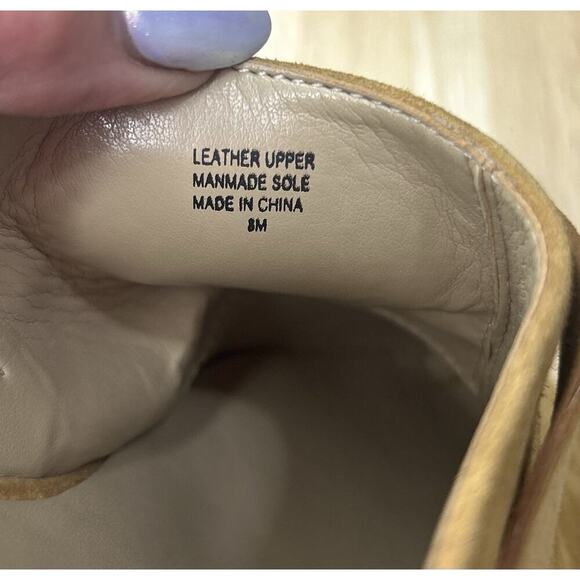 LEATHER UPPER
MANMADE SOLE
MADE IN CHINA
8M